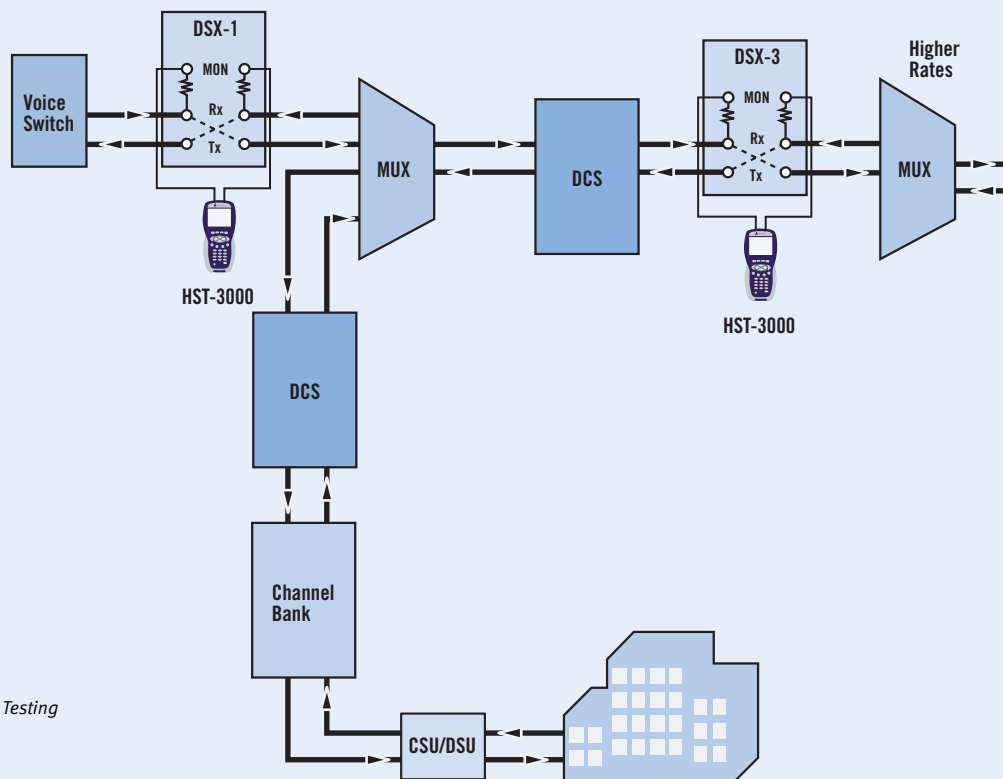 DSX-1
MON
Rx
Tx
Voice
Switch
HST-3000
MUX
DCS
DSX-3
MON
Rx
Tx
HST-3000
Higher
Rates
MUX
DCS
Channel
Bank
CSU/DSU
Testing